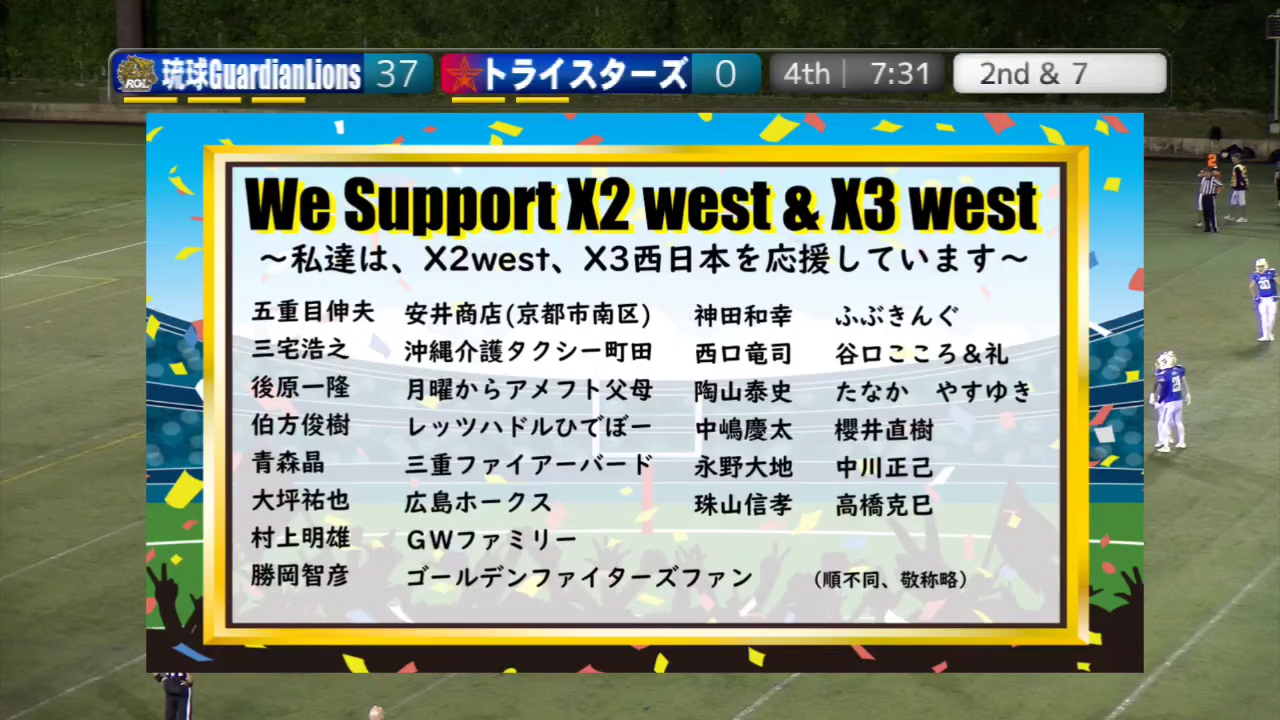 RGL 琉球GuardianLions 37 トライスターズ 0 4th 7:31 2nd & 7
We Support X2 west & X3 west
～私達は、X2west、X3西日本を応援しています～
五重目伸夫 安井商店(京都市南区) 神田和幸 ふぶきんぐ
三宅浩之 沖縄介護タクシー町田 西口竜司 谷口こころ&礼
後原一隆 月曜からアメフト父母 陶山泰史 たなか やすゆき
伯方俊樹 レッツハドルひでぼー 中嶋慶太 櫻井直樹
青森晶 三重ファイアーバード 永野大地 中川正己
大坪祐也 広島ホークス 珠山信孝 高橋克巳
村上明雄 GWファミリー
勝岡智彦 ゴールデンファイターズファン (順不同、敬称略)